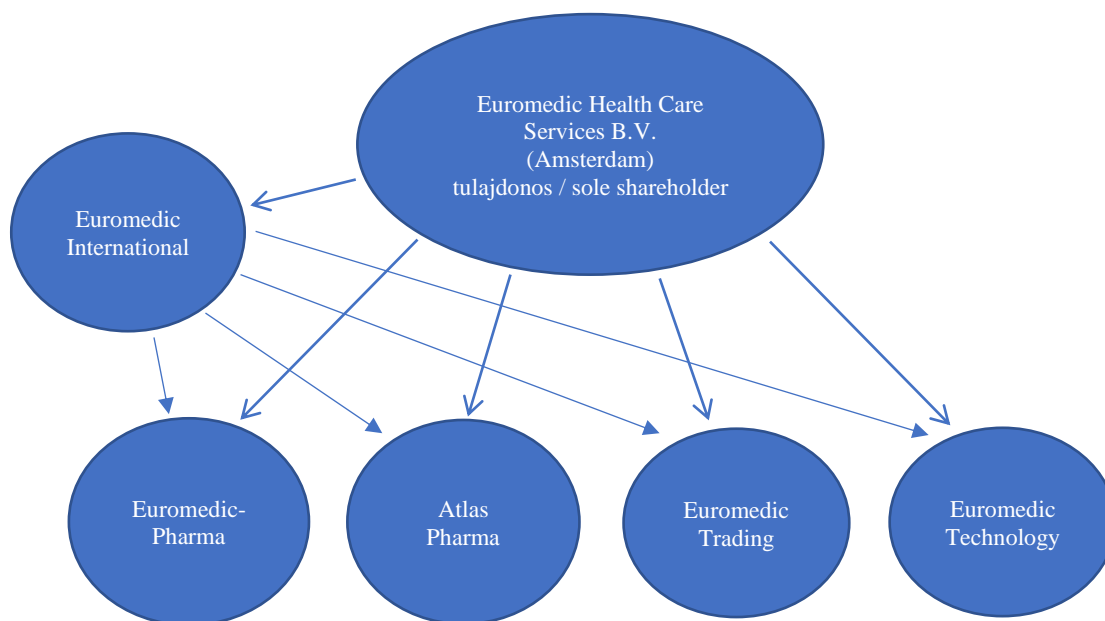 Euromedic Health Care
Services B.V.
(Amsterdam)
tulajdonos / sole shareholder
Euromedic
International
Euromedic-
Pharma
Atlas
Pharma
Euromedic
Trading
Euromedic
Technology